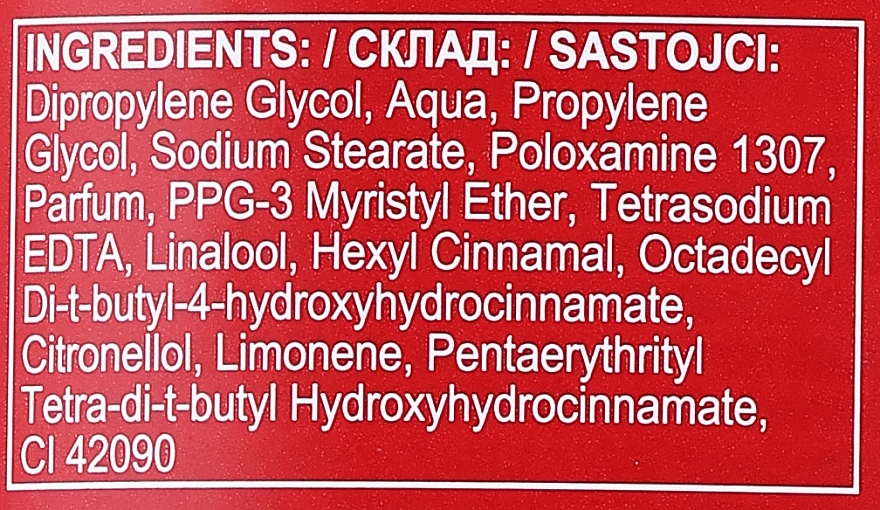 INGREDIENTS: / СКЛАД: / SASTOJCI:
Dipropylene Glycol, Aqua, Propylene
Glycol, Sodium Stearate, Poloxamine 1307,
Parfum, PPG-3 Myristyl Ether, Tetrasodium
EDTA, Linalool, Hexyl Cinnamal, Octadecyl
Di-t-butyl-4-hydroxyhydrocinnamate,
Citronellol, Limonene, Pentaerythrityl
Tetra-di-t-butyl Hydroxyhydrocinnamate,
CI 42090